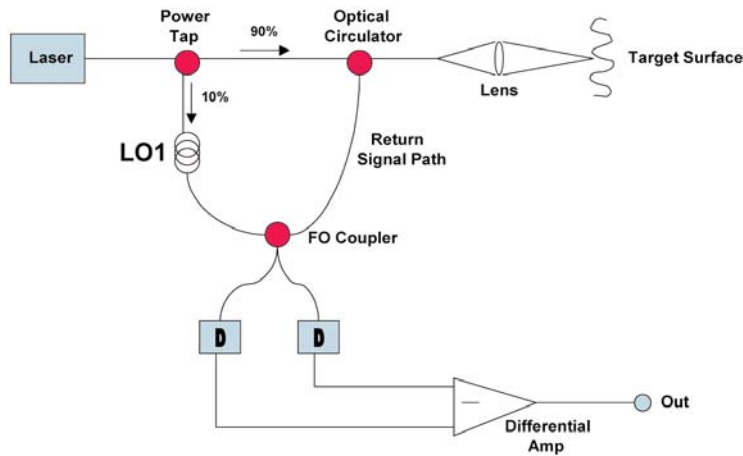 Power
Tap
Optical
Circulator
Laser
90%
Target Surface
Lens
10%
LO1
Return
Signal Path
FO Coupler
D
D
Out
Differential
Amp